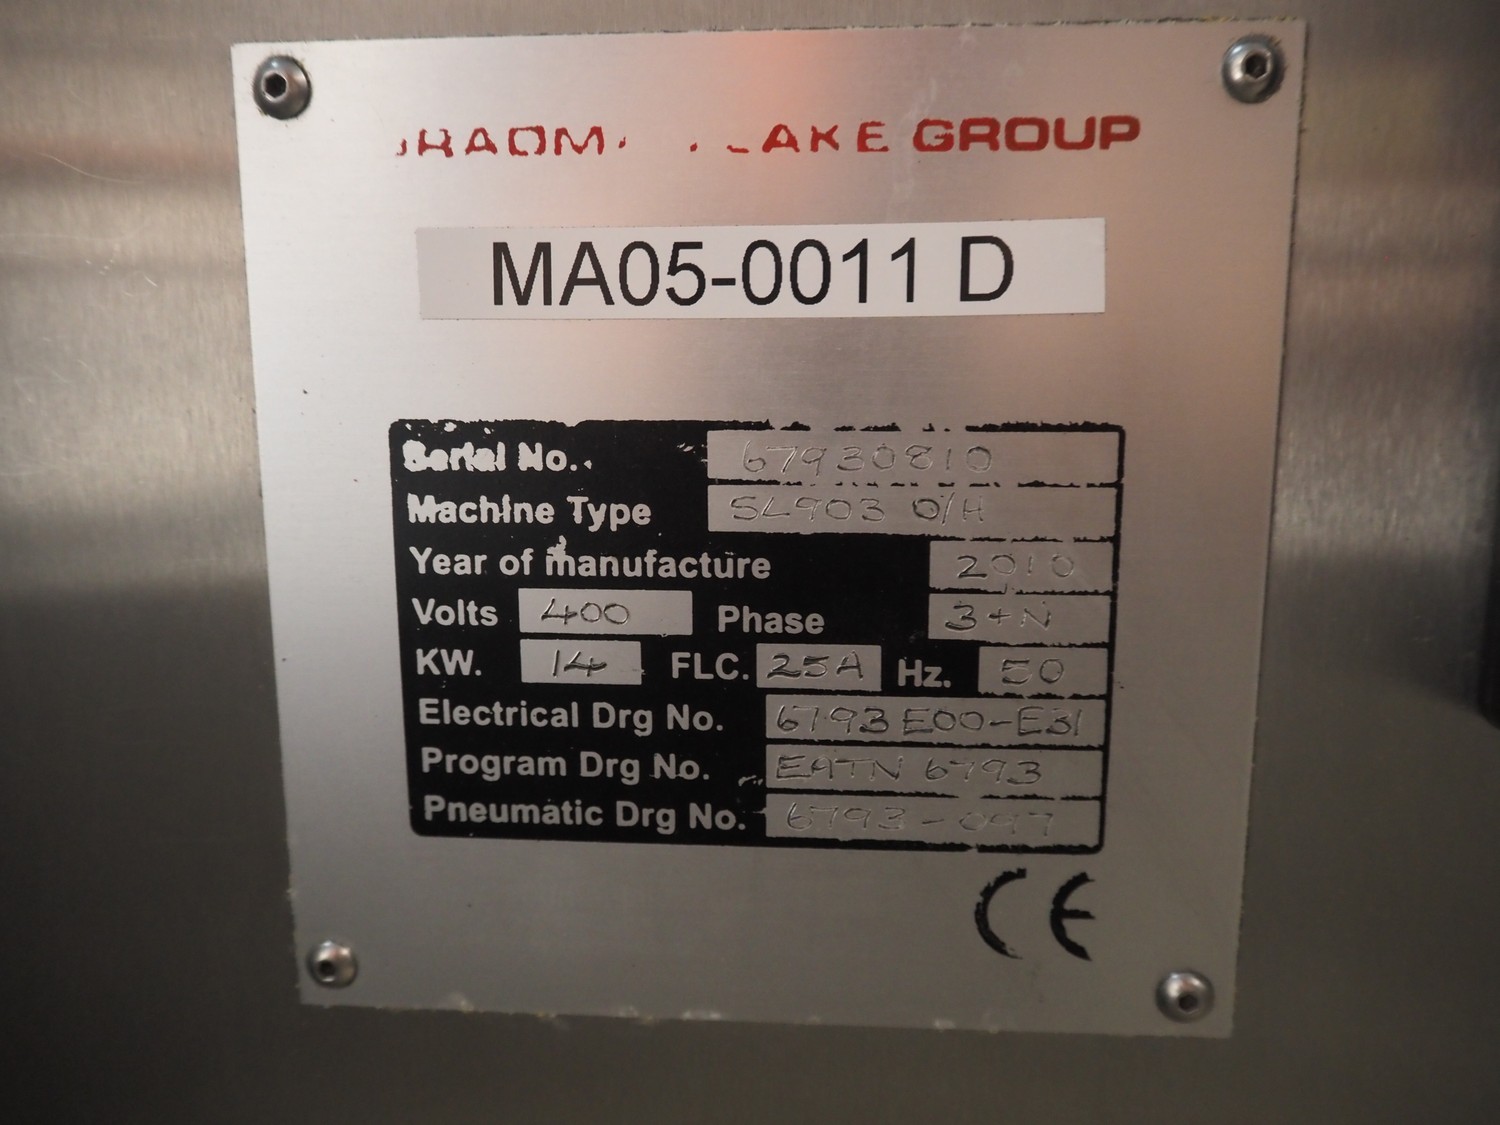 GROUP
MA05-0011 D
Serial No. 67930810
Machine Type SL903 O/H
Year of manufacture 2010
Volts 400 Phase 3+N
KW. 14 FLC. 25A Hz. 50
Electrical Drg No. 6793E00-E31
Program Drg No. EATN 6793
Pneumatic Drg No. 6793-097
CE